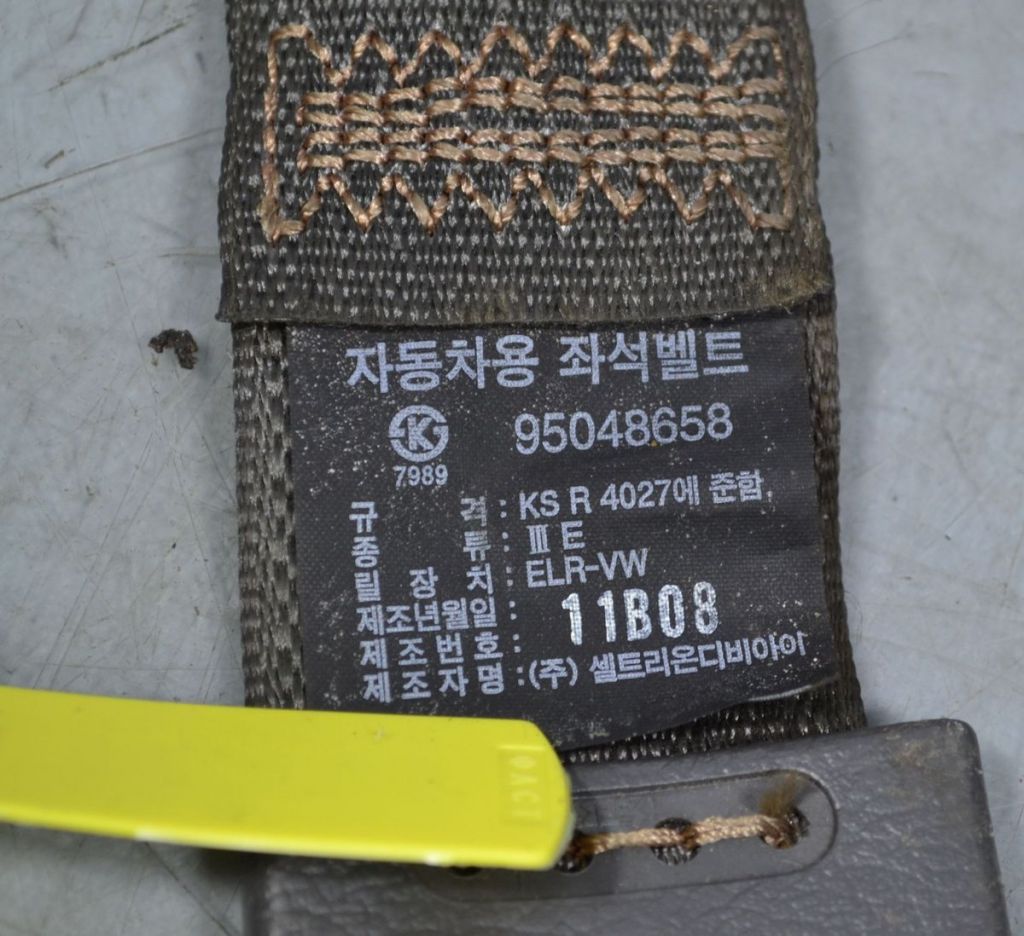 자동차용 좌석벨트
K
7989
95048658
규 격 : KS R 4027에 준함.
종 류 : Ⅲ E
릴 장 치 : ELR-VW
제조년월일 :
11B08
제 조 번 호 :
제 조 자 명 : (주) 셀트리온디비아이